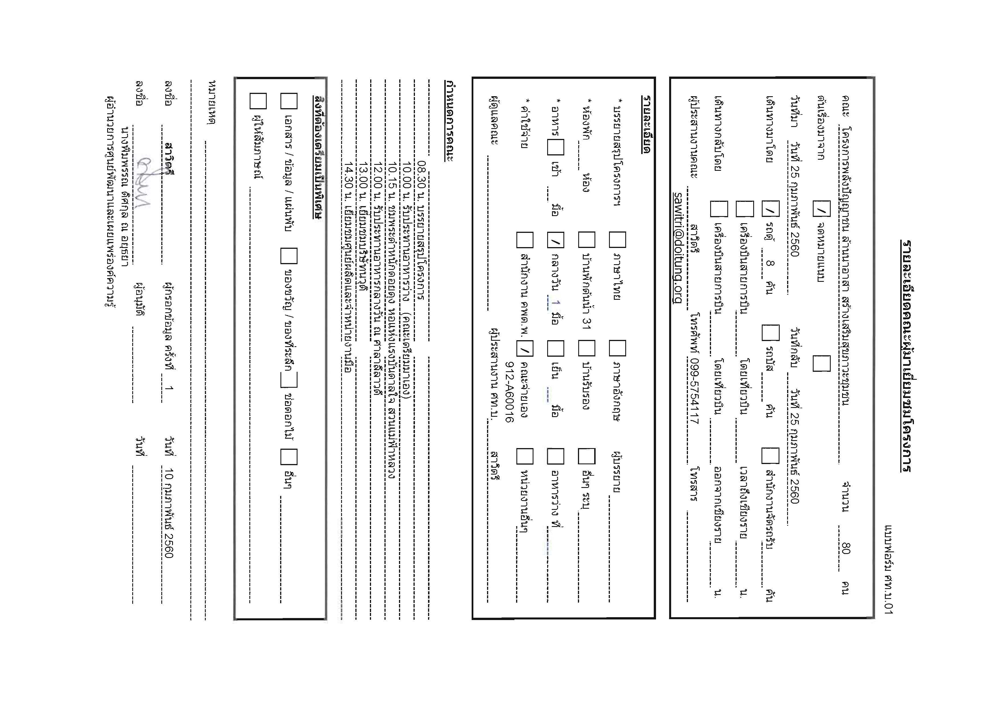 แบบฟอร์ม ศท.บ.01
รายละเอียดคณะผู้มาเยี่ยมชมโครงการ
คณะ โครงการพลังปัญญาชน ล้านนาอาสา สร้างเสริมสุขภาวะชุมชน จำนวน 80 คน
ต้นเรื่องมาจาก / จดหมายแนบ
วันที่มา วันที่ 25 กุมภาพันธ์ 2560 วันที่กลับ วันที่ 25 กุมภาพันธ์ 2560
เดินทางมาโดย / รถตู้ 8 คัน รถบัส คัน สำนักงานจัดรถรับ คัน
เครื่องบินสายการบิน โดยเที่ยวบิน เวลาถึงเชียงราย น.
เดินทางกลับโดย เครื่องบินสายการบิน โดยเที่ยวบิน ออกจากเชียงราย น.
ผู้ประสานงานคณะ สาวิตรี โทรศัพท์ 099-5754117 โทรสาร
sawitri@doitung.org
รายละเอียด
* บรรยายสรุปโครงการฯ ภาษาไทย ภาษาอังกฤษ ผู้บรรยาย
* ห้องพัก ห้อง บ้านพักต้นน้ำ 31 บ้านรับรอง อื่นๆ ระบุ
* อาหาร เช้า มื้อ / กลางวัน 1 มื้อ เย็น มื้อ อาหารว่าง ที่
* ค่าใช้จ่าย สำนักงาน คพต.พ. / คณะจ่ายเอง หน่วยงานอื่นๆ
912-A60016
ผู้ดูแลคณะ ผู้ประสานงาน ศท.บ. สาวิตรี
กำหนดการคณะ
08.30 น. บรรยายสรุปโครงการ
10.00 น. รับประทานอาหารว่าง (คณะเตรียมมาเอง)
10.15 น. ชมพระตำหนักดอยตุง หอแห่งแรงบันดาลใจ สวนแม่ฟ้าหลวง
12.00 น. รับประทานอาหารกลางวัน ณ ศาลาลีลาวดี
13.00 น. เยี่ยมชมบริษัทนวุติ
14.30 น. เยี่ยมชมศูนย์ผลิตและจำหน่ายงานมือ
สิ่งที่ต้องเตรียมเป็นพิเศษ
เอกสาร / ข้อมูล / แผ่นพับ ของขวัญ / ของที่ระลึก ช่อดอกไม้ อื่นๆ
ผู้ให้สัมภาษณ์
หมายเหตุ
ลงชื่อ สาวิตรี ผู้กรอกข้อมูล ครั้งที่ 1 วันที่ 10 กุมภาพันธ์ 2560
ลงชื่อ ผู้อนุมัติ วันที่
นางพิมพรรณ ดิศกุล ณ อยุธยา
ผู้อำนวยการศูนย์พัฒนาและเผยแพร่องค์ความรู้